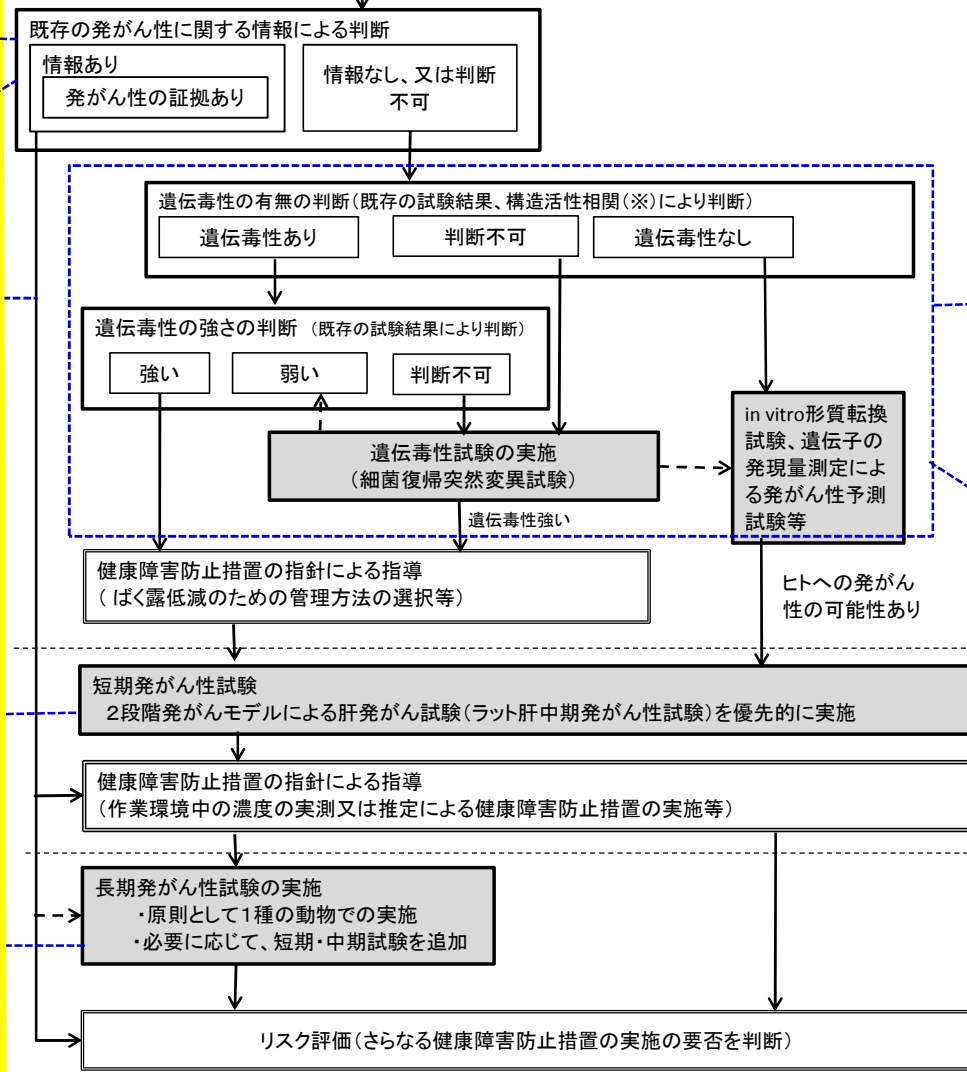 既存の発がん性に関する情報による判断
情報あり
発がん性の証拠あり
情報なし、又は判断
不可
遺伝毒性の有無の判断(既存の試験結果、構造活性相関(※)により判断)
遺伝毒性あり
判断不可
遺伝毒性なし
遺伝毒性の強さの判断 (既存の試験結果により判断)
強い
弱い
判断不可
遺伝毒性試験の実施
(細菌復帰突然変異試験)
in vitro形質転換
試験、遺伝子の
発現量測定によ
る発がん性予測
試験等
遺伝毒性強い
健康障害防止措置の指針による指導
( ばく露低減のための管理方法の選択等)
ヒトへの発がん
性の可能性あり
短期発がん性試験
2段階発がんモデルによる肝発がん試験(ラット肝中期発がん性試験)を優先的に実施
健康障害防止措置の指針による指導
(作業環境中の濃度の実測又は推定による健康障害防止措置の実施等)
長期発がん性試験の実施
・原則として1種の動物での実施
・必要に応じて、短期・中期試験を追加
リスク評価(さらなる健康障害防止措置の実施の要否を判断)